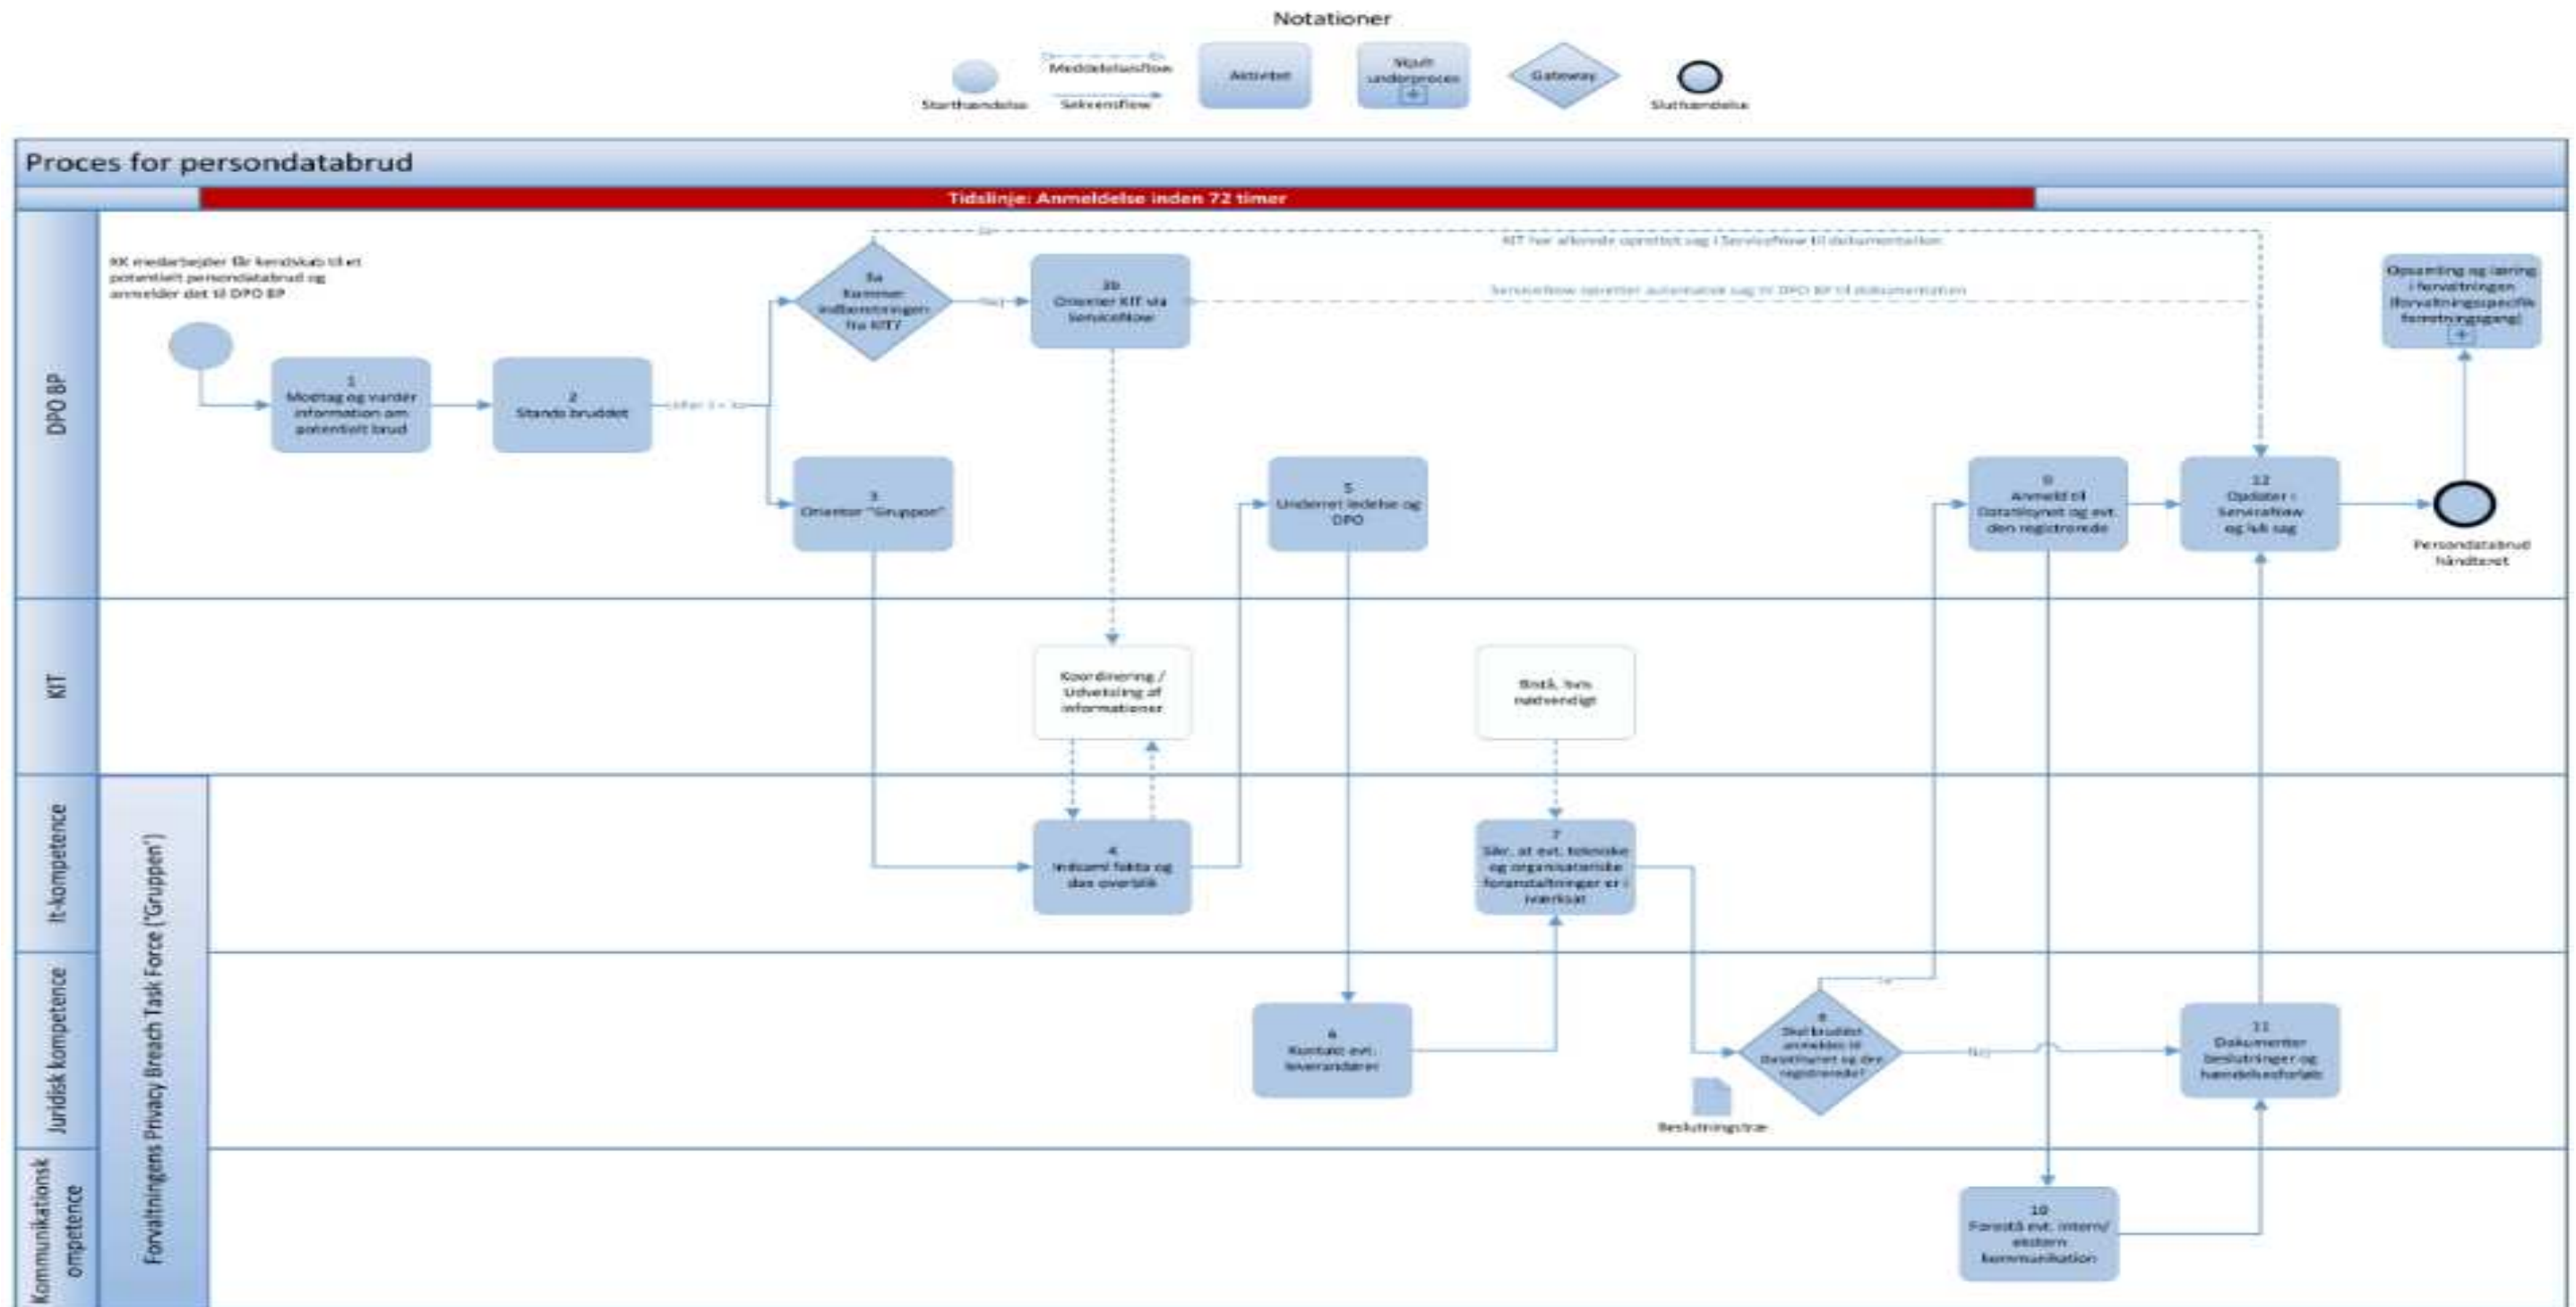 Notationer
Starthændelse
Meddelelsesflow
Sekvensflow
Aktivitet
Skjult
underproces
Gateway
Sluthændelse
Proces for persondatabrud
Tidslinje: Anmeldelse inden 72 timer
DPO BP
KK medarbejder får kendskab til et
potentielt persondatabrud og
anmelder det til DPO BP
1
Modtag og vurdér
information om
potentielt brud
2
Stands bruddet
3a
Kommer
indberetningen
fra KIT?
Ja
Nej
3b
Orienter KIT via
ServiceNow
KIT har allerede oprettet sag i ServiceNow til dokumentation
ServiceNow opretter automatisk sag til DPO BP til dokumentation
3
Orienter "Gruppen"
5
Underret ledelse og
DPO
9
Anmeld til
Datatilsynet og evt.
den registrerede
12
Opdater i
ServiceNow
og luk sag
Opsamling og læring
i forvaltningen
(forvaltningsspecifik
forretningsgang)
Persondatabrud
håndteret
KIT
Koordinering /
Udveksling af
informationer
Bistå, hvis
nødvendigt
Forvaltningens Privacy Breach Task Force ("Gruppen")
It-kompetence
4
Indsaml fakta og
dan overblik
7
Sikr, at evt. tekniske
og organisatoriske
foranstaltninger er i
iværksat
Juridisk kompetence
6
Kontakt evt.
leverandører
8
Skal bruddet
anmeldes til
Datatilsynet og den
registrerede?
Ja
Nej
Beslutningstræ
11
Dokumenter
beslutninger og
hændelsesforløb
Kommunikationsk
ompetence
10
Forestå evt. intern/
ekstern
kommunikation